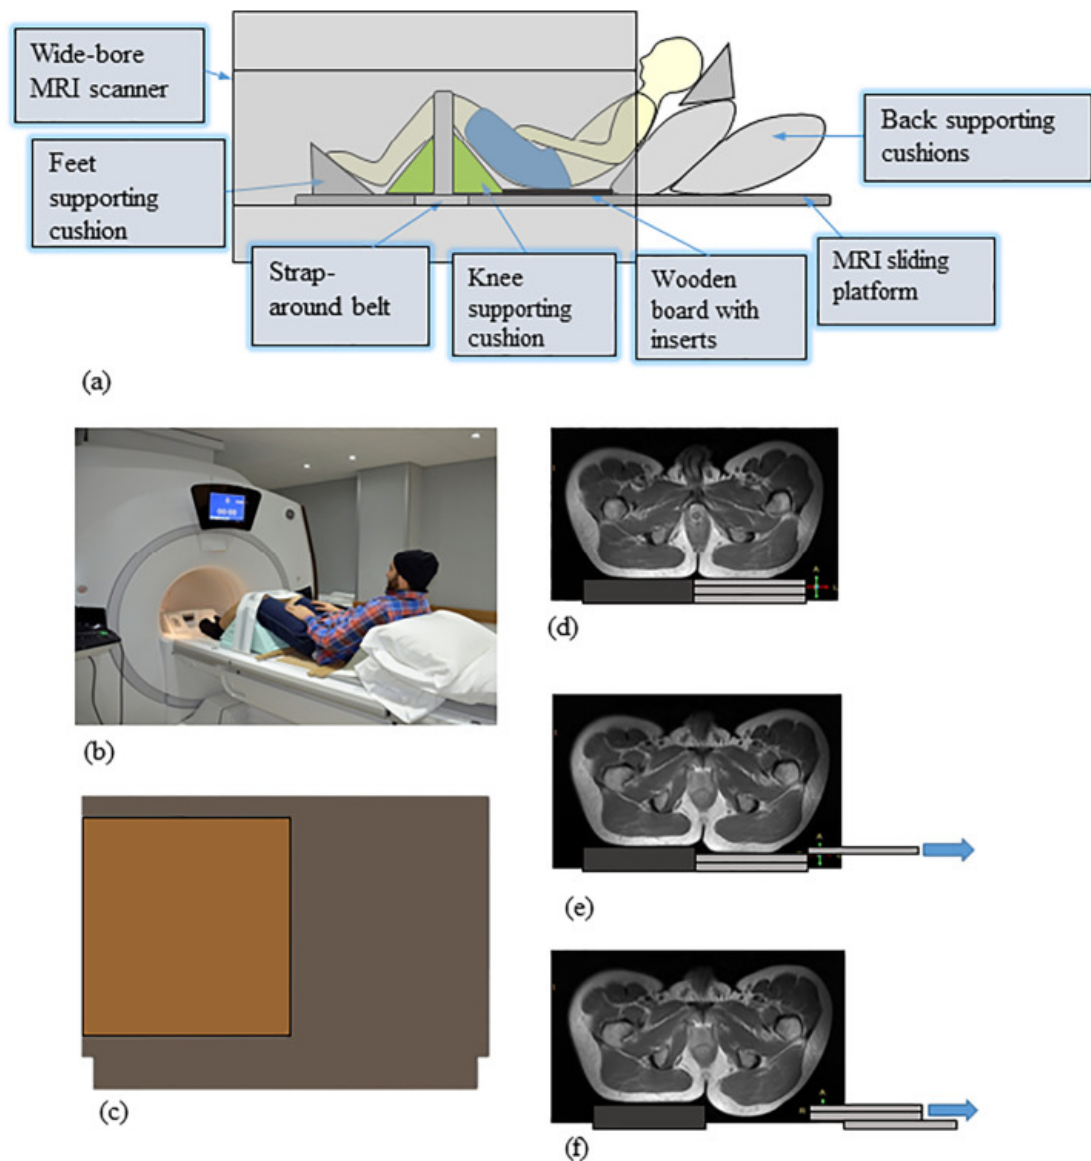 Wide-bore
MRI scanner
Feet
supporting
cushion
Strap-
around belt
Knee
supporting
cushion
Wooden
board with
inserts
MRI sliding
platform
Back supporting
cushions
(a)
(b)
(c)
(d)
(e)
(f)